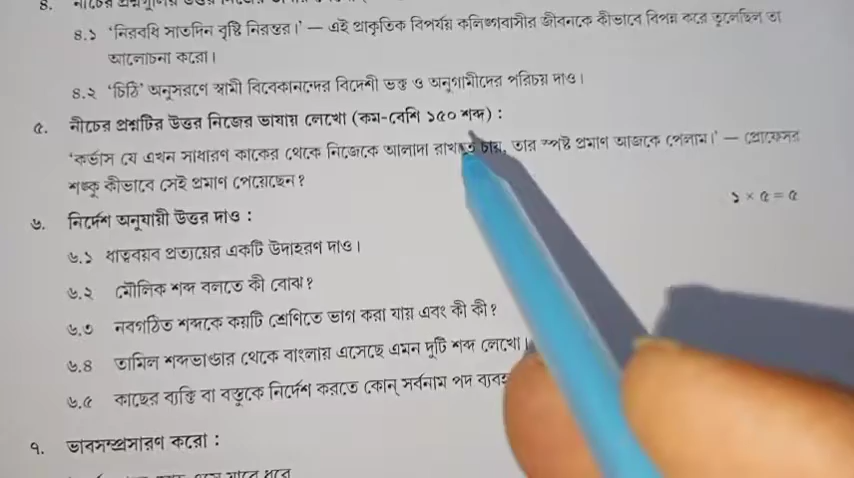 ৪.১ ‘নিরবধি সাতদিন বৃষ্টি নিরন্তর।’ — এই প্রাকৃতিক বিপর্যয় কলিঙ্গবাসীর জীবনকে কীভাবে বিপন্ন করে তুলেছিল তা
আলোচনা করো।
৪.২ ‘চিঠি’ অনুসরণে স্বামী বিবেকানন্দের বিদেশী ভক্ত ও অনুগামীদের পরিচয় দাও।
৫. নীচের প্রশ্নটির উত্তর নিজের ভাষায় লেখো (কম-বেশি ১৫০ শব্দ) :
‘কর্ভাস যে এখন সাধারণ কাকের থেকে নিজেকে আলাদা রাখতে চায়, তার স্পষ্ট প্রমাণ আজকে পেলাম।’ — প্রোফেসর
শঙ্কু কীভাবে সেই প্রমাণ পেয়েছেন?
১ × ৫ = ৫
৬. নির্দেশ অনুযায়ী উত্তর দাও :
৬.১ ধাত্ববয়ব প্রত্যয়ের একটি উদাহরণ দাও।
৬.২ মৌলিক শব্দ বলতে কী বোঝ?
৬.৩ নবগঠিত শব্দকে কয়টি শ্রেণিতে ভাগ করা যায় এবং কী কী?
৬.৪ তামিল শব্দভাণ্ডার থেকে বাংলায় এসেছে এমন দুটি শব্দ লেখো।
৬.৫ কাছের ব্যক্তি বা বস্তুকে নির্দেশ করতে কোন্ সর্বনাম পদ
৭. ভাবসম্প্রসারণ করো :